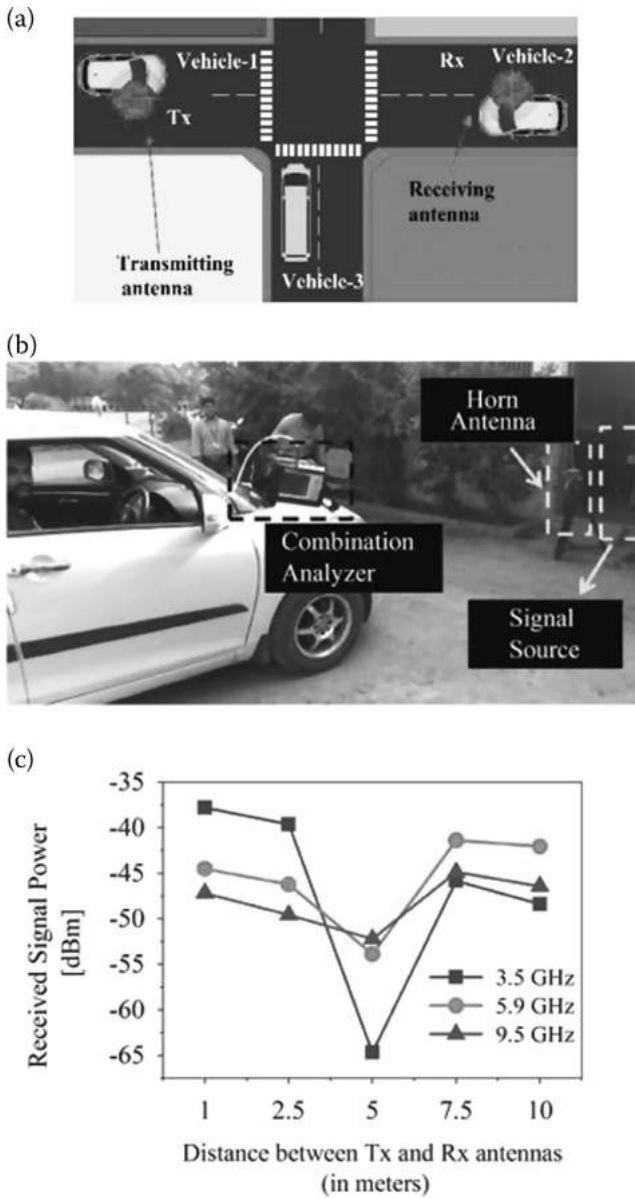 (a)
Vehicle-1
Rx
Vehicle-2
Tx
Receiving
antenna
Transmitting
antenna
Vehicle-3
(b)
Horn
Antenna
Combination
Analyzer
Signal
Source
(c)
Received Signal Power
[dBm]
-35
-40
-45
-50
-55
-60
-65
3.5 GHz
5.9 GHz
9.5 GHz
1 2.5 5 7.5 10
Distance between Tx and Rx antennas
(in meters)